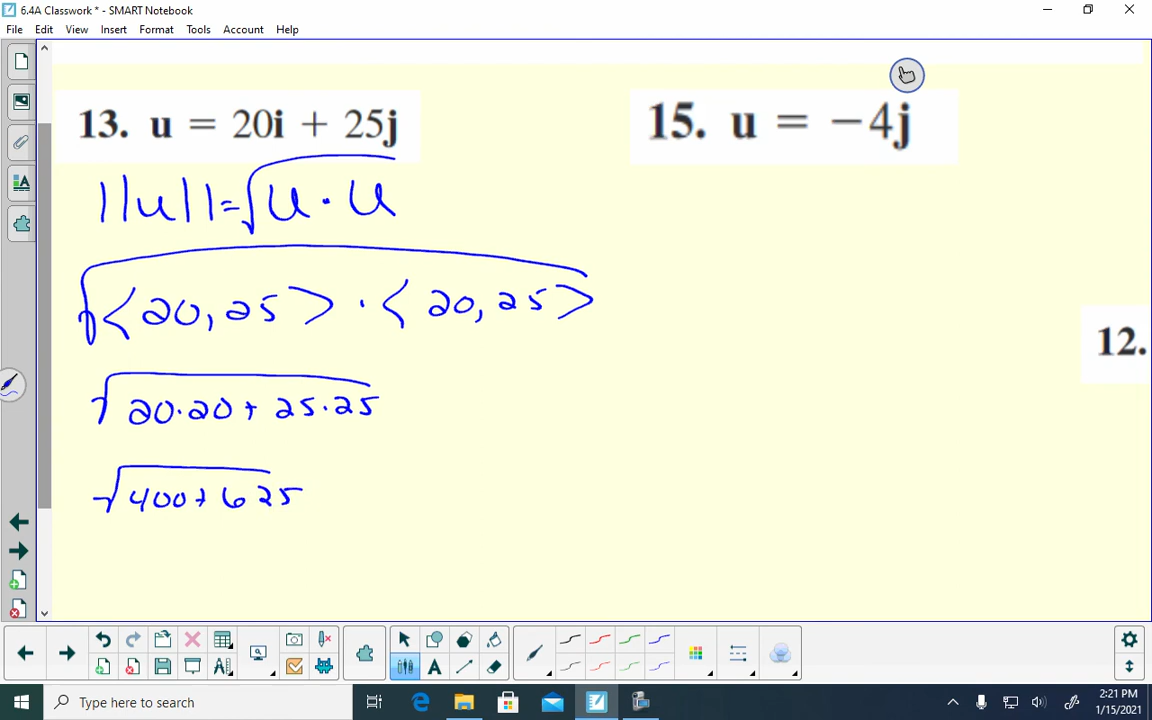 6.4A Classwork * - SMART Notebook
File Edit View Insert Format Tools Account Help
13. u = 20i + 25j
||u|| = √u · u
√<20, 25> · <20, 25>
√20·20 + 25·25
√400 + 625
15. u = −4j
12.
Type here to search
2:21 PM
1/15/2021